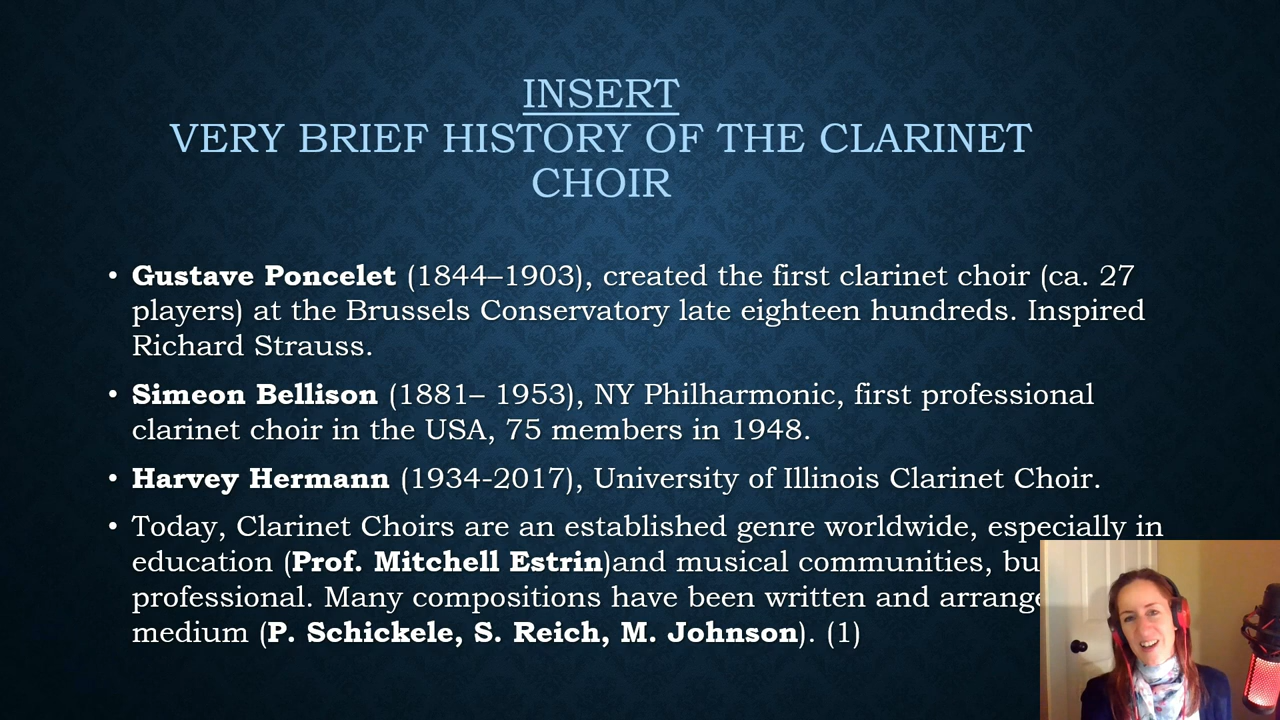 INSERT
VERY BRIEF HISTORY OF THE CLARINET
CHOIR
• Gustave Poncelet (1844–1903), created the first clarinet choir (ca. 27
players) at the Brussels Conservatory late eighteen hundreds. Inspired
Richard Strauss.
• Simeon Bellison (1881– 1953), NY Philharmonic, first professional
clarinet choir in the USA, 75 members in 1948.
• Harvey Hermann (1934-2017), University of Illinois Clarinet Choir.
• Today, Clarinet Choirs are an established genre worldwide, especially in
education (Prof. Mitchell Estrin)and musical communities,
professional. Many compositions have been written and
medium (P. Schickele, S. Reich, M. Johnson). (1)